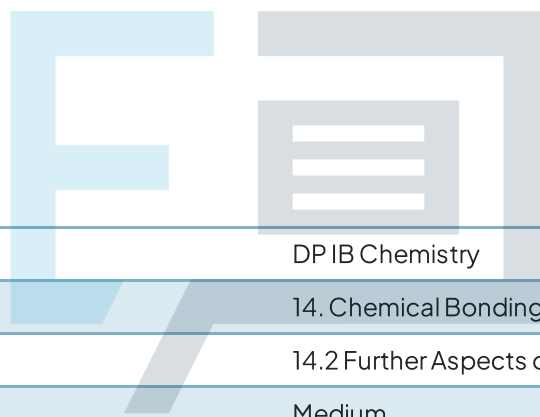 DP IB Chemistry
14. Chemical Bonding
14.2 Further Aspects
Medium